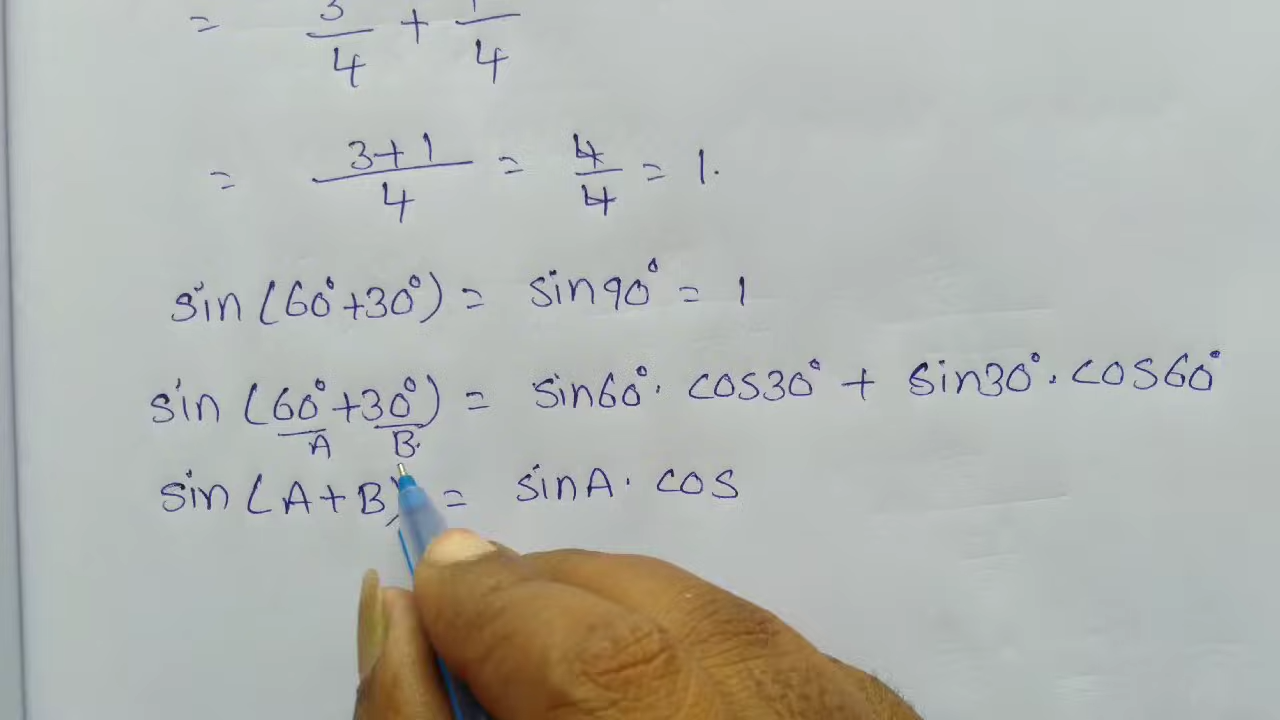 = 3/4 + 1/4
= 3+1/4 = 4/4 = 1.
sin(60°+30°) = sin90° = 1
sin(60°+30°) = sin60°. cos30° + sin30°. cos60°
A B.
sin(A+B) = sinA. cos